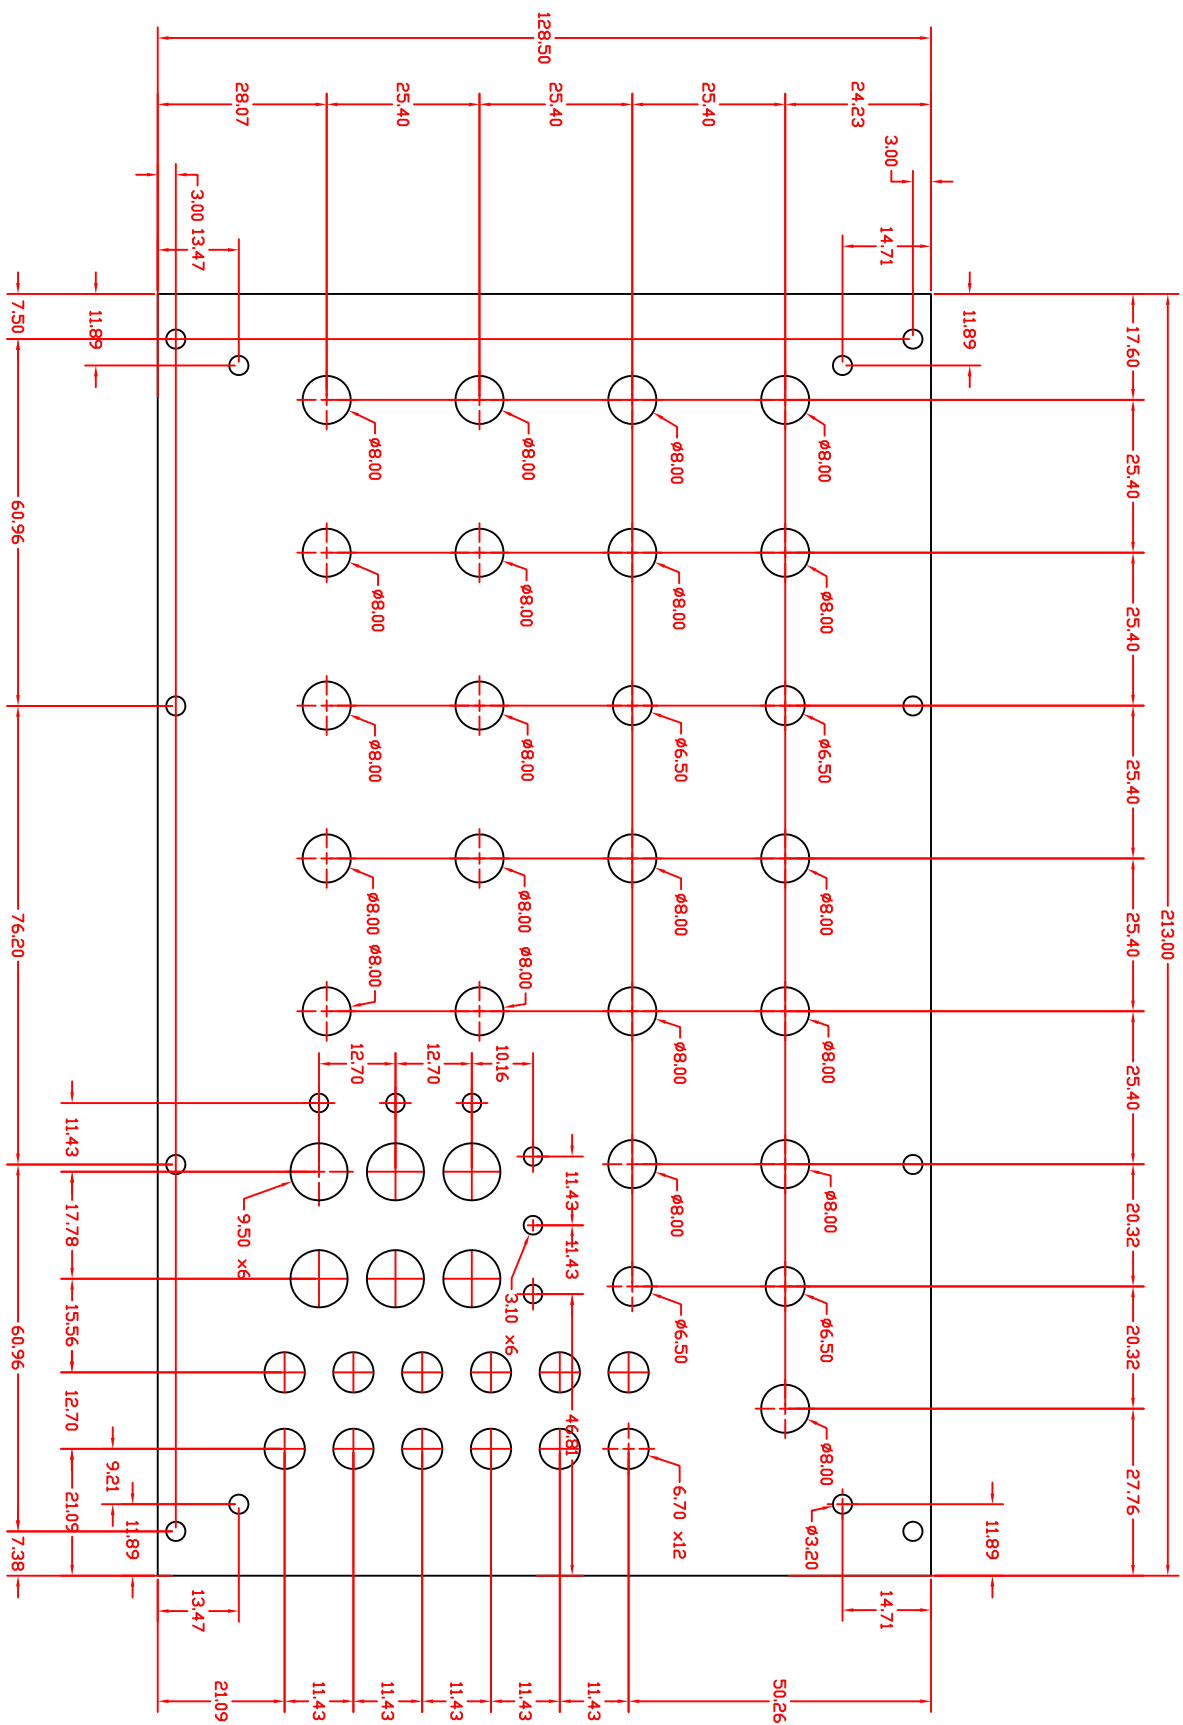 128.50
28.07
25.40
25.40
25.40
24.23
3.00
3.00
13.47
14.71
7.50
11.89
11.89
17.60
213.00
25.40
25.40
25.40
25.40
25.40
20.32
20.32
27.76
60.96
76.20
60.96
7.38
ø8.00
ø8.00
ø8.00
ø8.00
ø8.00
ø8.00
ø8.00
ø8.00
ø8.00
ø8.00
ø6.50
ø6.50
ø8.00
ø8.00
ø8.00
ø8.00
ø8.00
ø8.00
ø8.00
ø8.00
12.70
12.70
10.16
11.43
11.43
11.43
17.78
15.56
12.70
9.50 x6
3.10 x6
ø8.00
ø6.50
ø6.50
46.81
ø8.00
6.70 x12
ø3.20
9.21
21.09
11.89
11.89
13.47
14.71
21.09
11.43
11.43
11.43
11.43
11.43
50.26